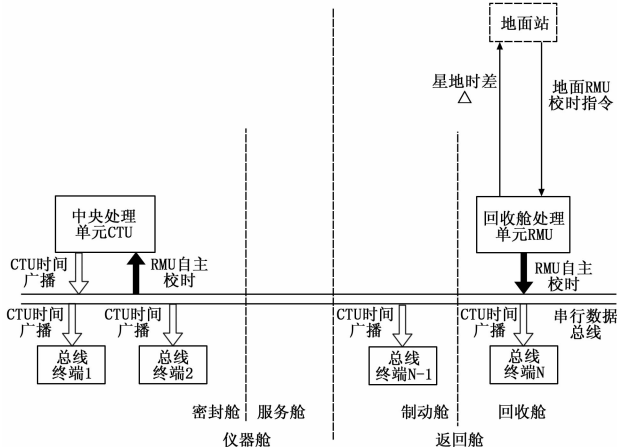 地面站
星地时差
△
地面RMU
校时指令
中央处理
单元CTU
回收舱处理
单元RMU
CTU时间
广播
RMU自主
校时
RMU自主
校时
CTU时间
广播
CTU时间
广播
CTU时间
广播
CTU时间
广播
串行数据
总线
总线
终端1
总线
终端2
总线
终端N-1
总线
终端N
密封舱
服务舱
制动舱
回收舱
仪器舱
返回舱